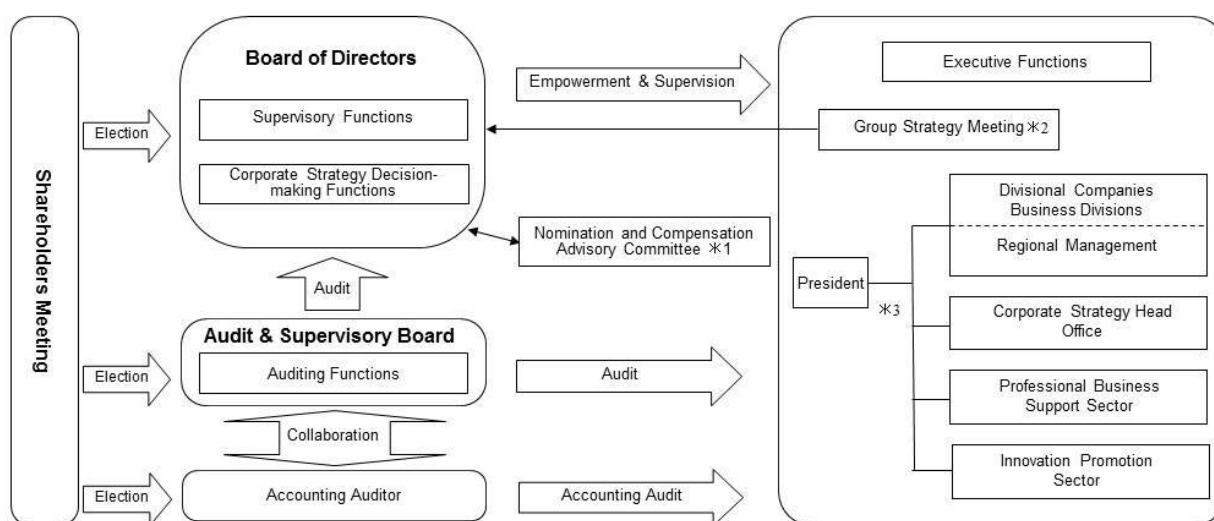 Shareholders Meeting
Election
Board of Directors
Supervisory Functions
Corporate Strategy Decision-
making Functions
Empowerment & Supervision
Nomination and Compensation
Advisory Committee ＊1
Audit
Election
Audit & Supervisory Board
Auditing Functions
Audit
Collaboration
Election
Accounting Auditor
Accounting Audit
Executive Functions
Group Strategy Meeting ＊2
President
＊3
Divisional Companies
Business Divisions
Regional Management
Corporate Strategy Head
Office
Professional Business
Support Sector
Innovation Promotion
Sector